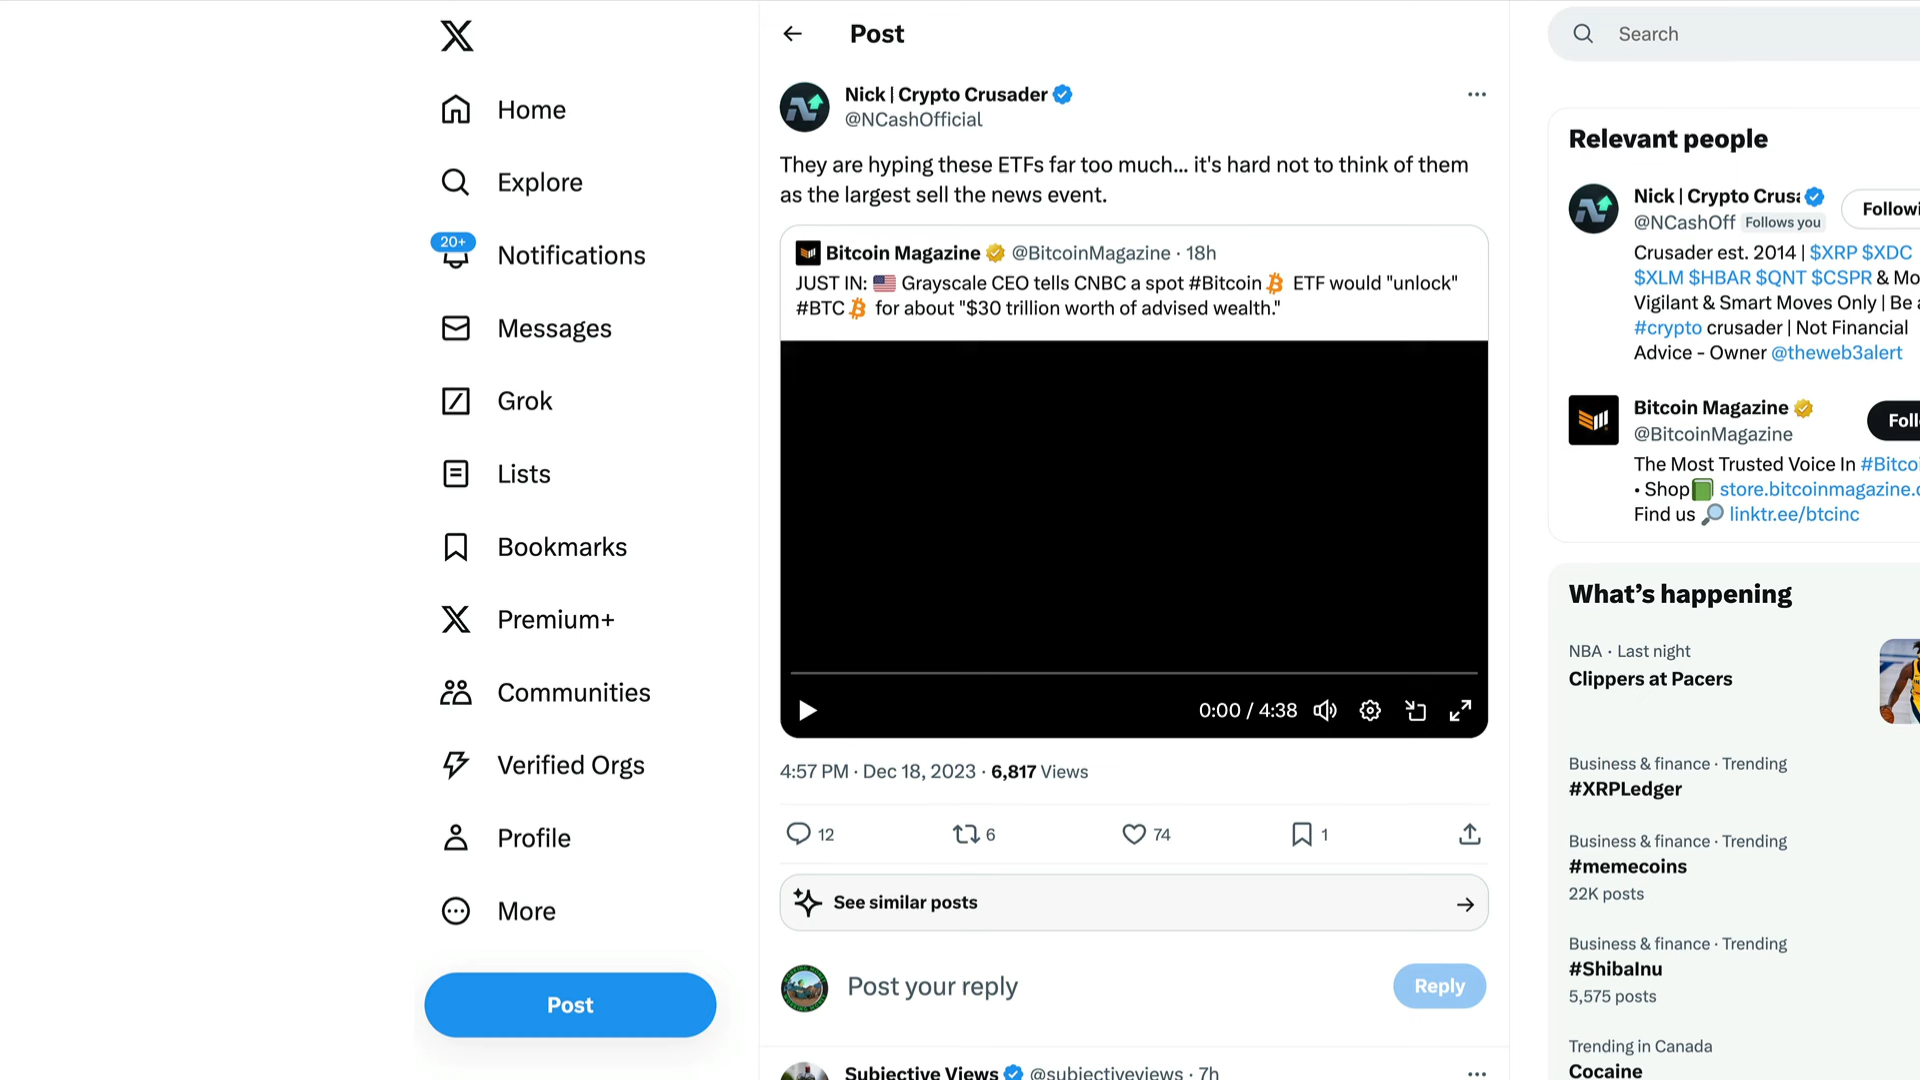 Home
Explore
20+
Notifications
Messages
Grok
Lists
Bookmarks
Premium+
Communities
Verified Orgs
Profile
More
Post
Post
Nick | Crypto Crusader
@NCashOfficial
They are hyping these ETFs far too much... it's hard not to think of them
as the largest sell the news event.
Bitcoin Magazine @BitcoinMagazine · 18h
JUST IN: 🇺🇸 Grayscale CEO tells CNBC a spot #Bitcoin ETF would "unlock"
#BTC for about "$30 trillion worth of advised wealth."
0:00 / 4:38
4:57 PM · Dec 18, 2023 · 6,817 Views
12 6 74 1
See similar posts
Post your reply
Reply
Subjective Views @subjectiveviews · 7h
Search
Relevant people
Nick | Crypto Crus
@NCashOff Follows you
Followi
Crusader est. 2014 | $XRP $XDC
$XLM $HBAR $QNT $CSPR & Mo
Vigilant & Smart Moves Only | Be
#crypto crusader | Not Financial
Advice - Owner @theweb3alert
Bitcoin Magazine
@BitcoinMagazine
Foll
The Most Trusted Voice In #Bitco
• Shop📗 store.bitcoinmagazine.
Find us 🔎 linktr.ee/btcinc
What's happening
NBA · Last night
Clippers at Pacers
Business & finance · Trending
#XRPLedger
Business & finance · Trending
#memecoins
22K posts
Business & finance · Trending
#ShibaInu
5,575 posts
Trending in Canada
Cocaine